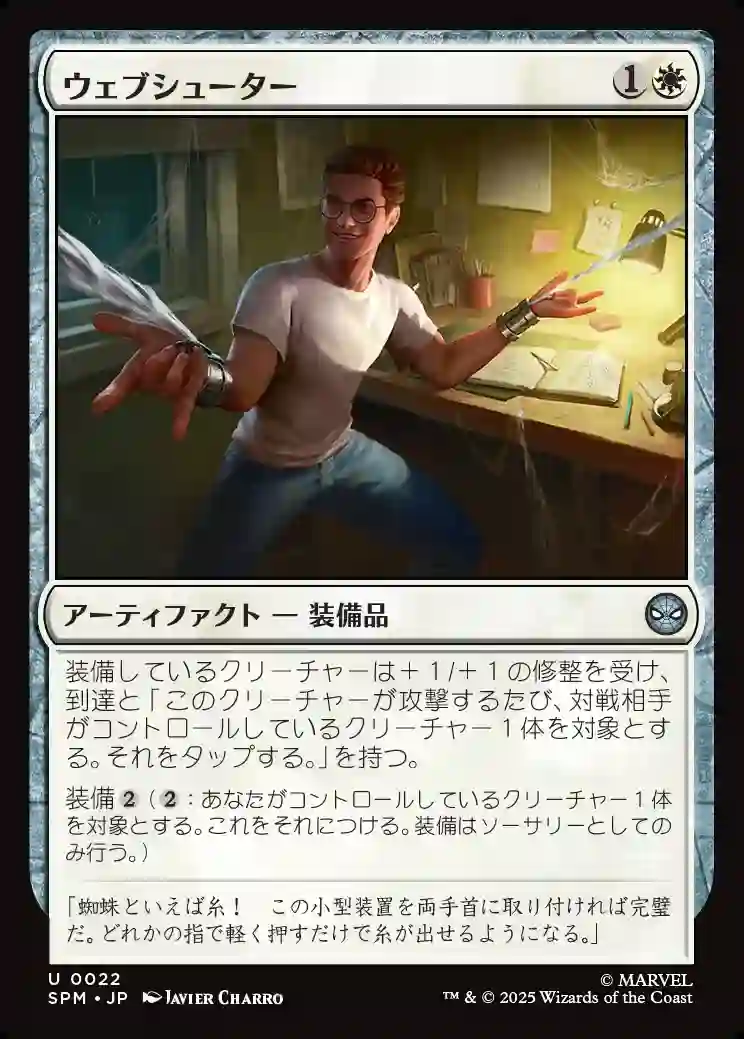 ウェブシューター 1
アーティファクト — 装備品
装備しているクリーチャーは+1/+1の修整を受け、
到達と「このクリーチャーが攻撃するたび、対戦相手
がコントロールしているクリーチャー1体を対象とす
る。それをタップする。」を持つ。
装備2(2:あなたがコントロールしているクリーチャー1体
を対象とする。これをそれにつける。装備はソーサリーとしての
み行う。)
「蜘蛛といえば糸! この小型装置を両手首に取り付ければ完璧
だ。どれかの指で軽く押すだけで糸が出せるようになる。」
U 0022 © MARVEL
SPM • JP JAVIER CHARRO ™ & © 2025 Wizards of the Coast